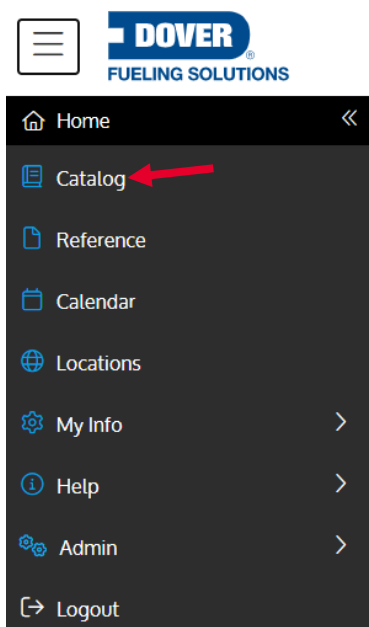 DOVER
®
FUELING SOLUTIONS
Home
Catalog
Reference
Calendar
Locations
My Info
Help
Admin
Logout